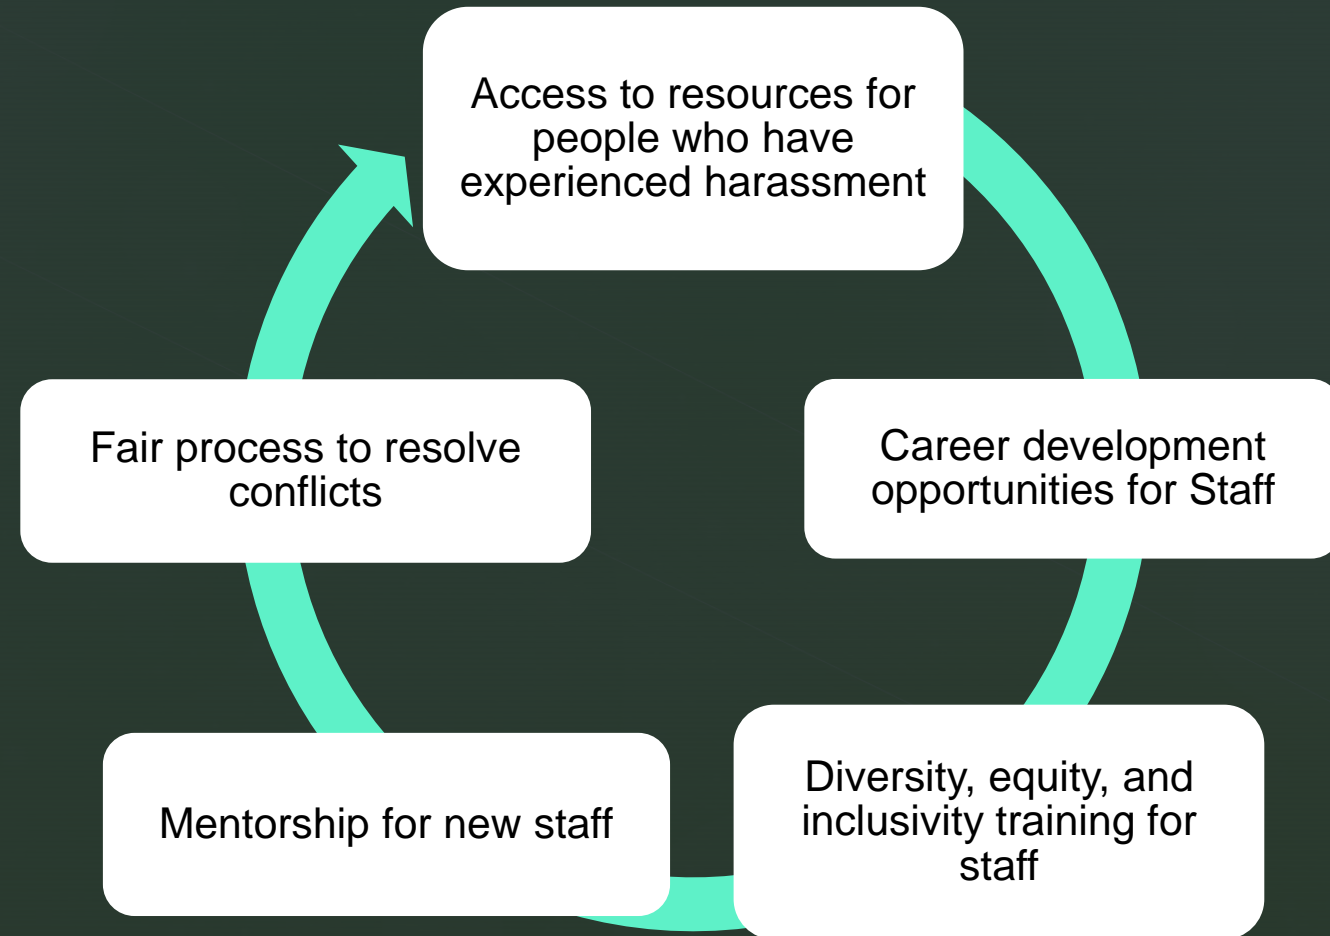 Access to resources for
people who have
experienced harassment
Career development
opportunities for Staff
Diversity, equity, and
inclusivity training for
staff
Mentorship for new staff
Fair process to resolve
conflicts